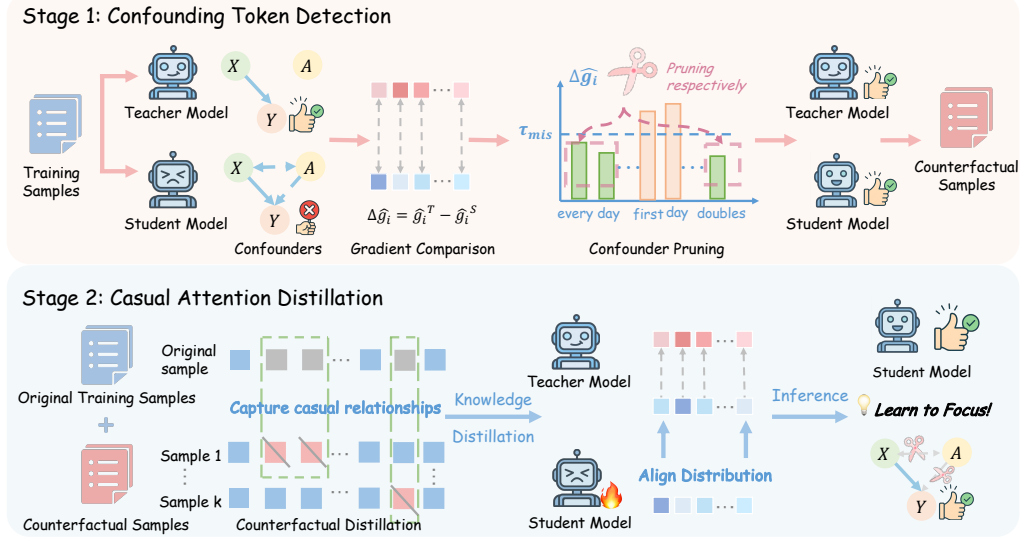 Stage 1: Confounding Token Detection
Training
Samples
Teacher Model
Student Model
X
A
Y
X
A
Y
Confounders
Δĝᵢ = ĝᵢᵀ − ĝᵢˢ
Gradient Comparison
Δĝᵢ
Pruning
respectively
τₘᵢₛ
every day
first day
doubles
Confounder Pruning
Teacher Model
Student Model
Counterfactual
Samples
Stage 2: Casual Attention Distillation
Original Training Samples
+
Counterfactual Samples
Original
sample
Capture casual relationships
Sample 1
Sample k
Counterfactual Distillation
Knowledge
Distillation
Teacher Model
Student Model
Align Distribution
Inference
Student Model
Learn to Focus!
X
A
Y